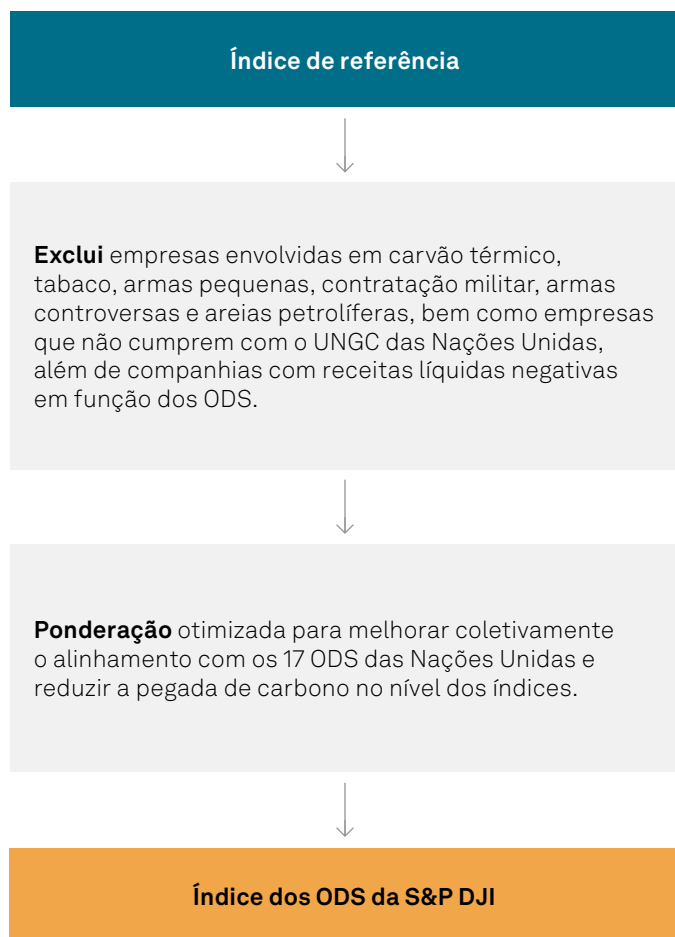 Índice de referência
Exclui empresas envolvidas em carvão térmico,
tabaco, armas pequenas, contratação militar, armas
controversas e areias petrolíferas, bem como empresas
que não cumprem com o UNGC das Nações Unidas,
além de companhias com receitas líquidas negativas
em função dos ODS.
Ponderação otimizada para melhorar coletivamente
o alinhamento com os 17 ODS das Nações Unidas e
reduzir a pegada de carbono no nível dos índices.
Índice dos ODS da S&P DJI